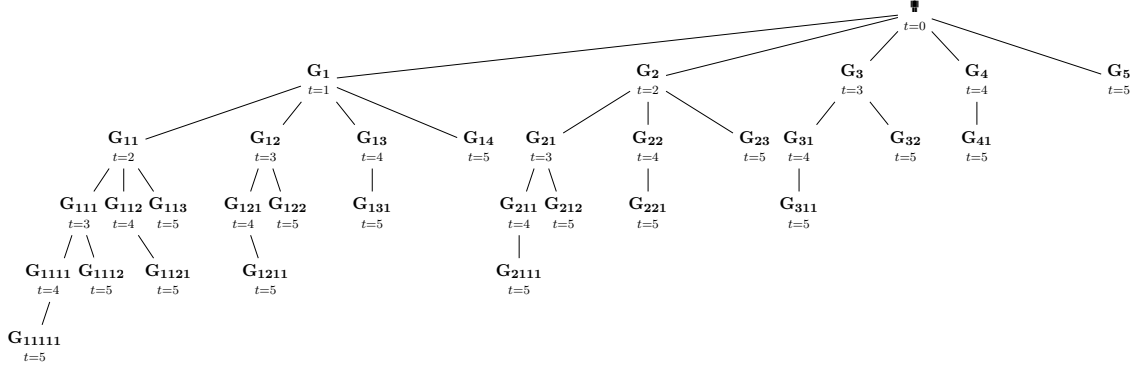 t=0
G₁ G₂ G₃ G₄ G₅
t=1 t=2 t=3 t=4 t=5
G₁₁ G₁₂ G₁₃ G₁₄ G₂₁ G₂₂ G₂₃ G₃₁ G₃₂ G₄₁
t=2 t=3 t=4 t=5 t=3 t=4 t=5 t=4 t=5 t=5
G₁₁₁ G₁₁₂ G₁₁₃ G₁₂₁ G₁₂₂ G₁₃₁ G₂₁₁ G₂₁₂ G₂₂₁ G₃₁₁
t=3 t=4 t=5 t=4 t=5 t=5 t=4 t=5 t=5 t=5
G₁₁₁₁ G₁₁₁₂ G₁₁₂₁ G₁₂₁₁ G₂₁₁₁
t=4 t=5 t=5 t=5 t=5
G₁₁₁₁₁
t=5